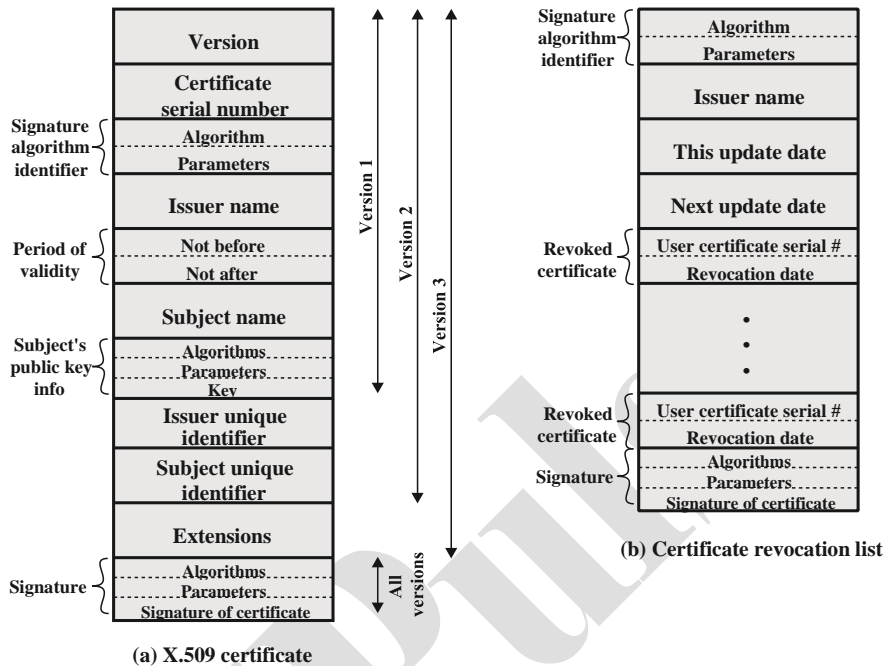 Version
Certificate
serial number
Signature
algorithm
identifier
Algorithm
Parameters
Issuer name
Period of
validity
Not before
Not after
Subject name
Subject's
public key
info
Algorithms
Parameters
Key
Issuer unique
identifier
Subject unique
identifier
Extensions
Signature
Algorithms
Parameters
Signature of certificate
Version 1
Version 2
Version 3
All
versions
(a) X.509 certificate
Signature
algorithm
identifier
Algorithm
Parameters
Issuer name
This update date
Next update date
Revoked
certificate
User certificate serial #
Revocation date
Revoked
certificate
User certificate serial #
Revocation date
Signature
Algorithms
Parameters
Signature of certificate
(b) Certificate revocation list